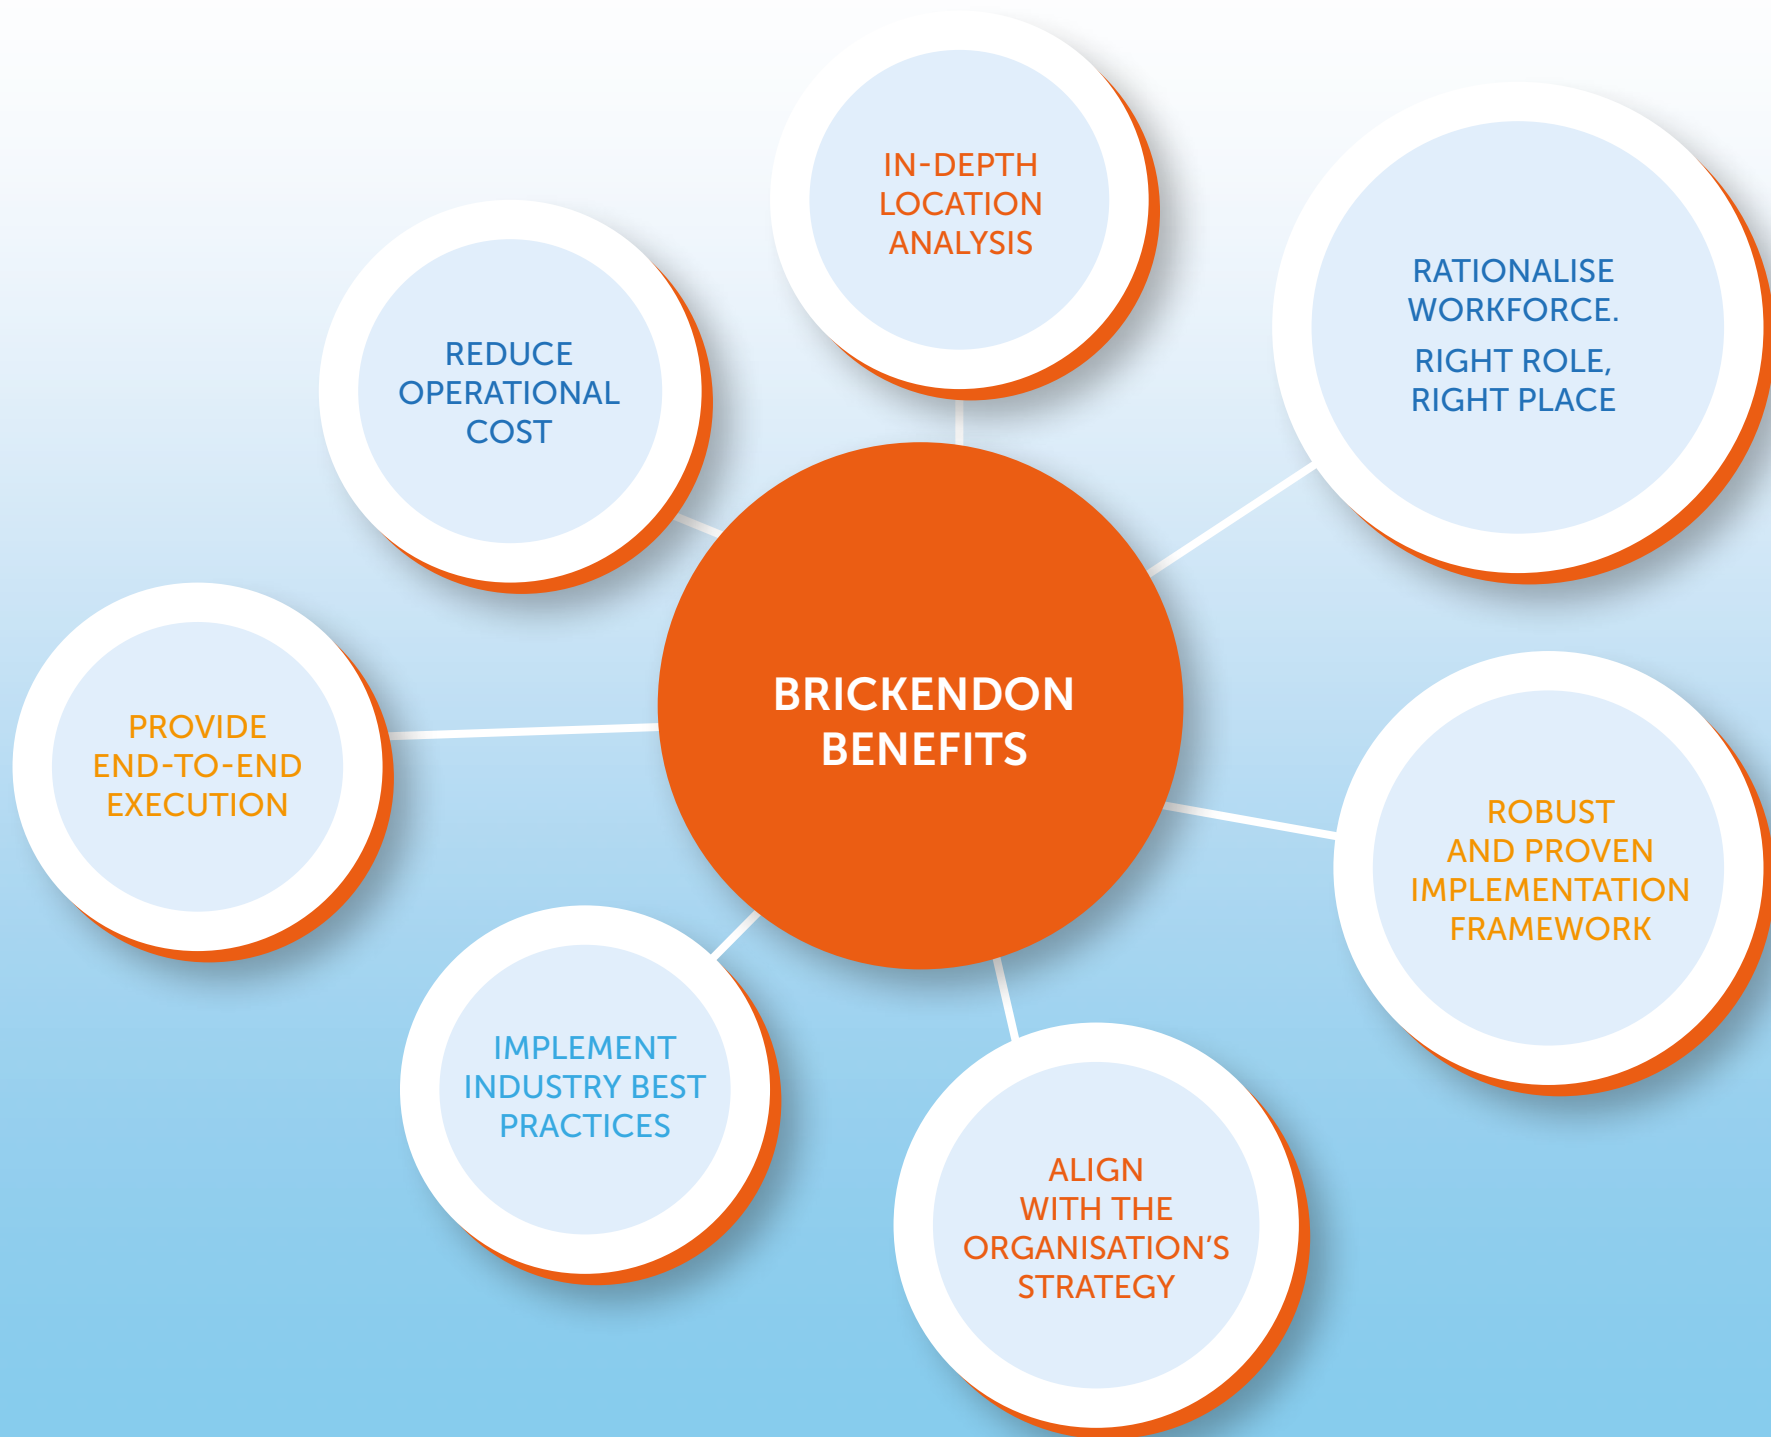 IN-DEPTH
LOCATION
ANALYSIS
RATIONALISE
WORKFORCE.
RIGHT ROLE,
RIGHT PLACE
REDUCE
OPERATIONAL
COST
BRICKENDON
BENEFITS
PROVIDE
END-TO-END
EXECUTION
ROBUST
AND PROVEN
IMPLEMENTATION
FRAMEWORK
IMPLEMENT
INDUSTRY BEST
PRACTICES
ALIGN
WITH THE
ORGANISATION’S
STRATEGY